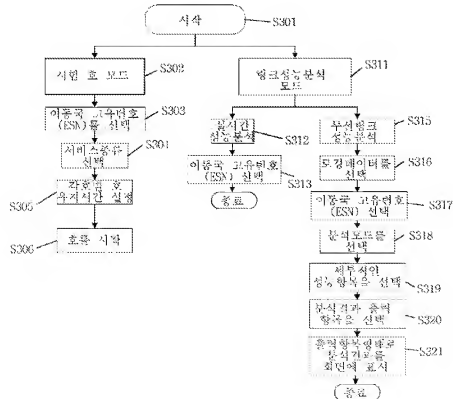 시작
S301
시험 호 모드
S302
링크성능분석
모드
S311
이동국 고유번호
(ESN)를 선택
S303
서비스종류
선택
S304
S305
유지시간 설정
호를 시작
S306
실시간
성능분석
S312
이동국 고유번호
(ESN) 선택
S313
종료
무선링크
성능분석
S315
로깅데이터를
선택
S316
이동국 고유번호
(ESN) 선택
S317
분석모드를
선택
S318
세부적인
성능항목을 선택
S319
분석결과 출력
항목을 선택
S320
출력항목형태로
분석결과를
화면에 표시
S321
종료